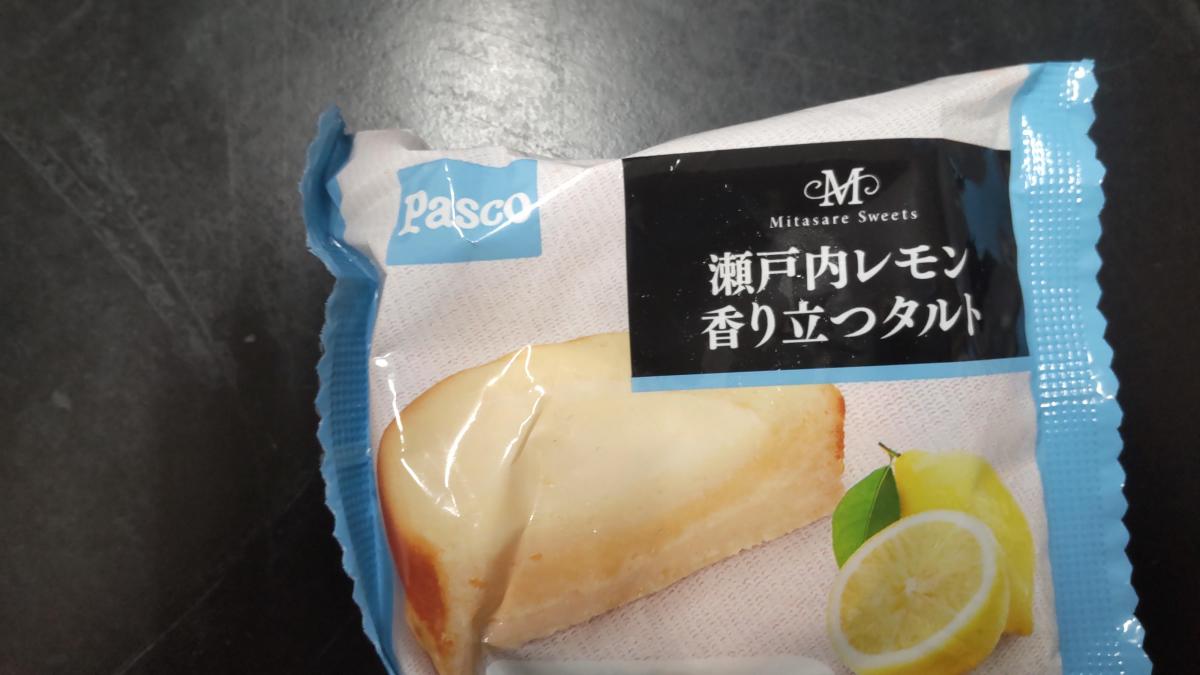 Pasco
M
Mitasare Sweets
瀬戸内レモン
香り立つタルト